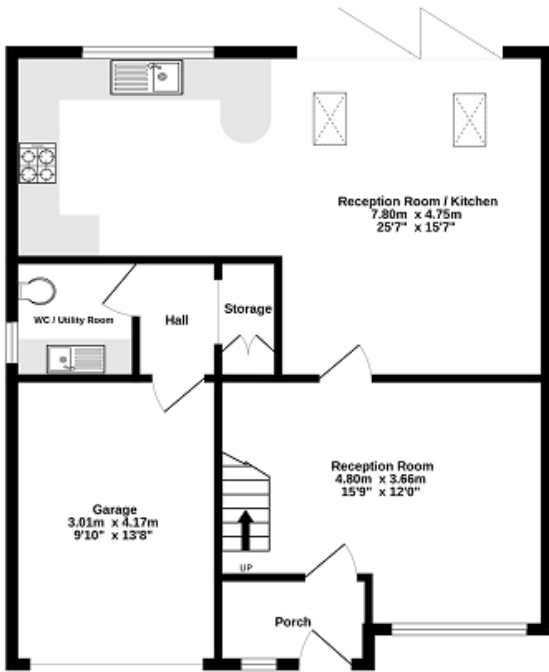 Reception Room / Kitchen
7.80m x 4.75m
25'7" x 15'7"
WC / Utility Room
Hall
Storage
Reception Room
4.80m x 3.66m
15'9" x 12'0"
Garage
3.01m x 4.17m
9'10" x 13'8"
UP
Porch